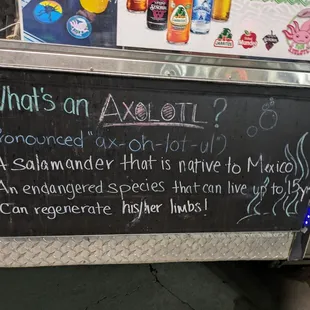 What's an AXOLOTL?
pronounced "ax-oh-lot-ul")
A salamander that is native to Mexico
An endangered species that can live up to 15 y
Can regenerate his/her limbs!